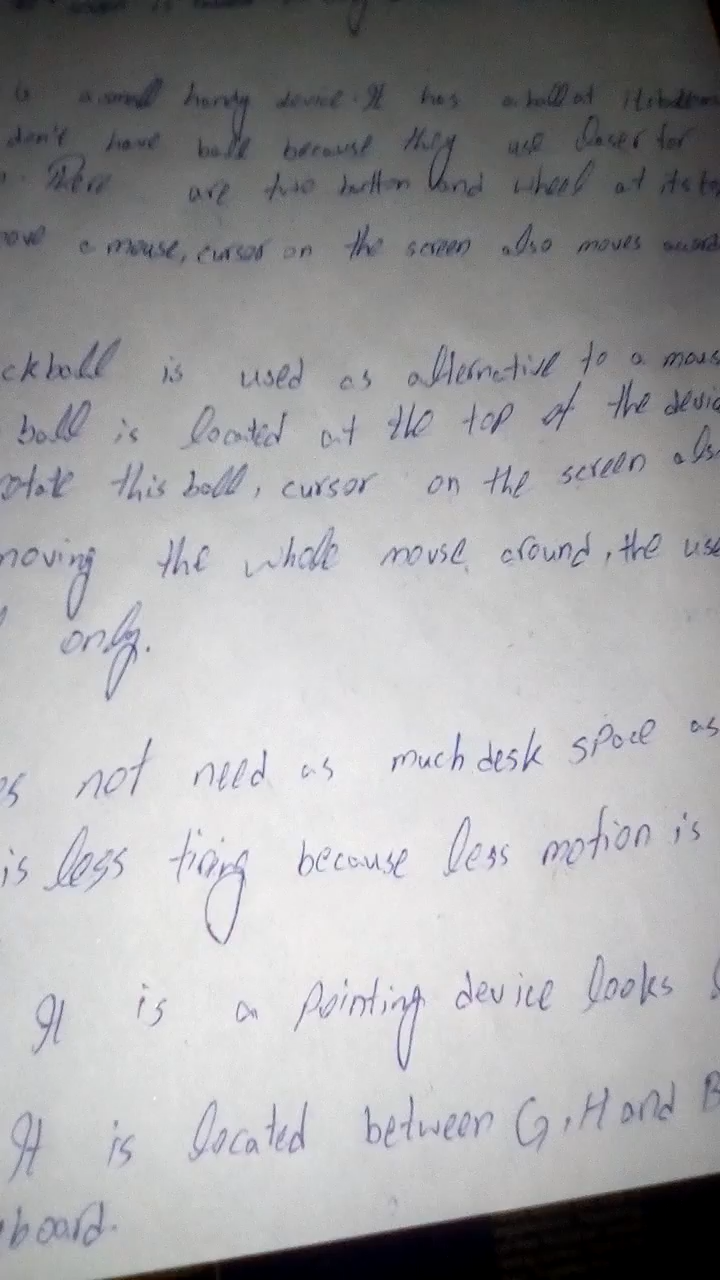 a small handy device. It has a ball at its bottom
don't have ball because they use laser for
There are two button and wheel at its to
ove a mouse, cursor on the screen also moves accord
ckball is used as alternative to a mous
ball is located at the top of the devic
otate this ball, cursor on the screen als
moving the whole mouse around, the use
only.
es not need as much desk space as
is less tiring because less motion is
It is a pointing device looks l
It is located between G, H and B
board.